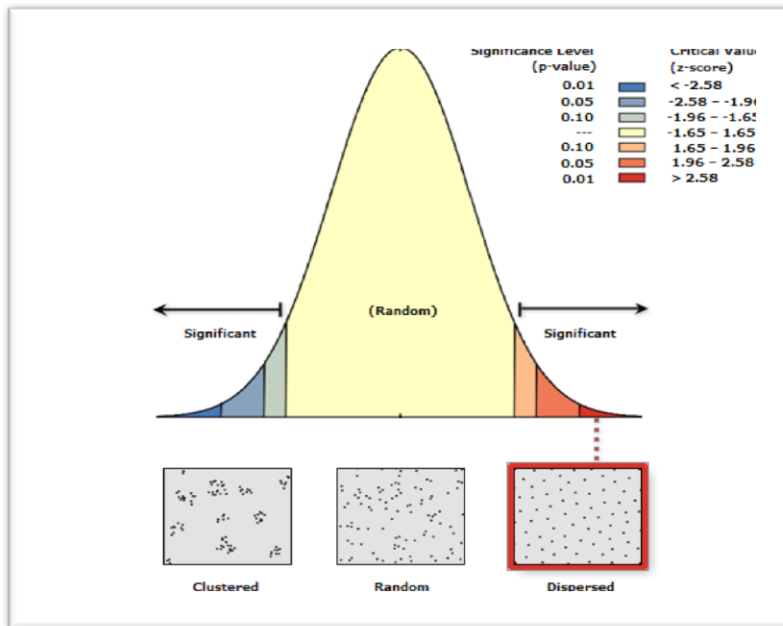 Significance Level Critical Value
(p-value) (z-score)
0.01 < -2.58
0.05 -2.58 – -1.96
0.10 -1.96 – -1.65
--- -1.65 – 1.65
0.10 1.65 – 1.96
0.05 1.96 – 2.58
0.01 > 2.58
(Random)
Significant Significant
Clustered Random Dispersed